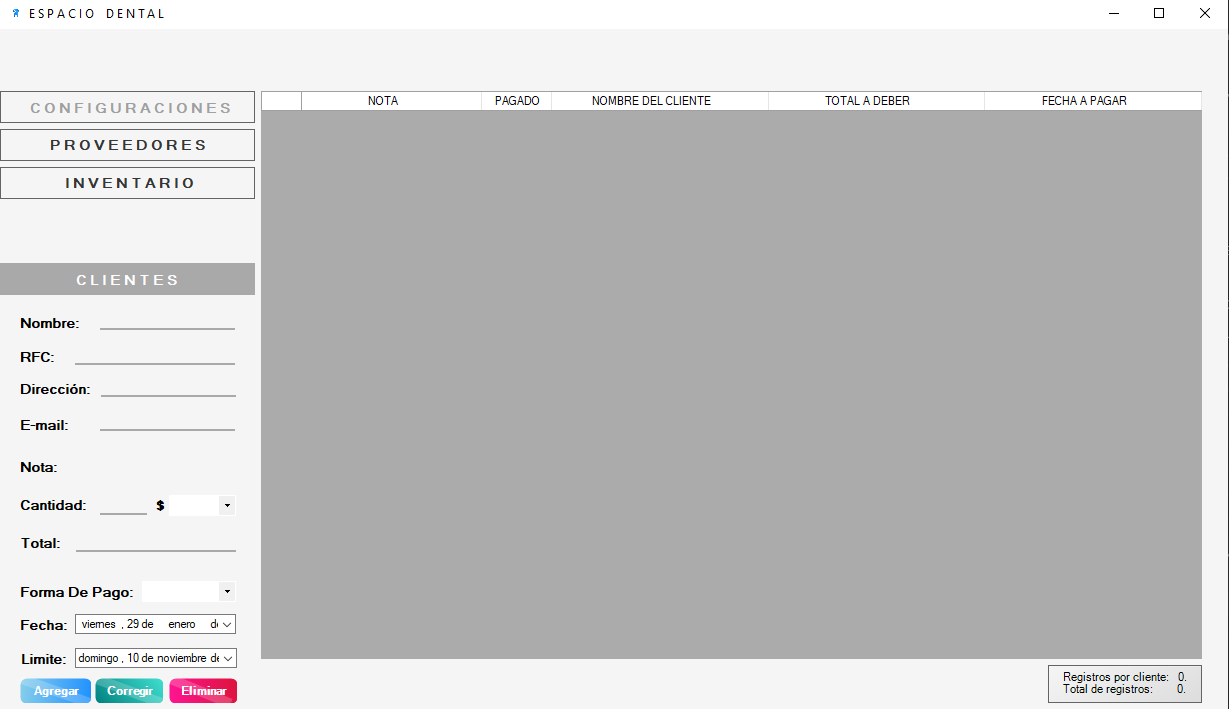 ESPACIO DENTAL
CONFIGURACIONES
PROVEEDORES
INVENTARIO
NOTA PAGADO NOMBRE DEL CLIENTE TOTAL A DEBER FECHA A PAGAR
CLIENTES
Nombre:
RFC:
Dirección:
E-mail:
Nota:
Cantidad: $
Total:
Forma De Pago:
Fecha: viernes , 29 de enero de
Limite: domingo , 10 de noviembre de
Agregar Corregir Eliminar
Registros por cliente: 0.
Total de registros: 0.